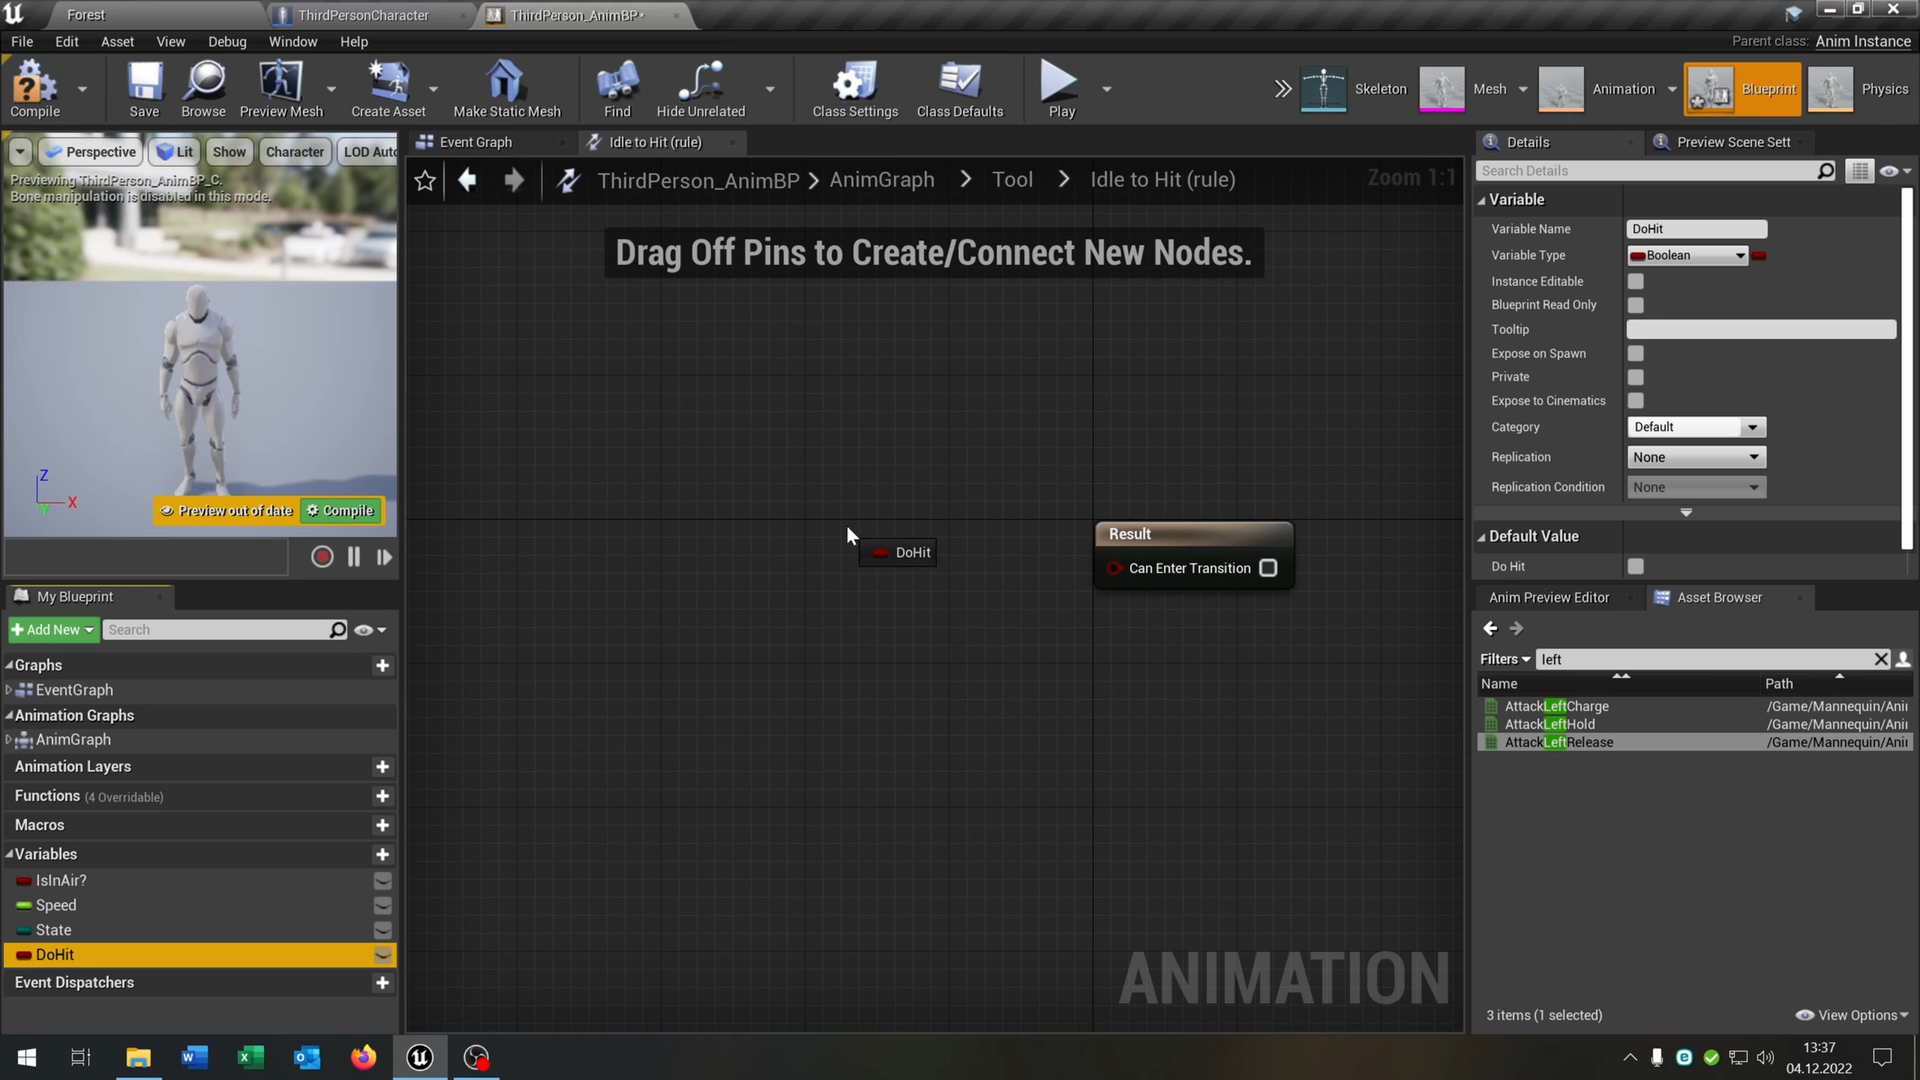 Forest
ThirdPersonCharacter
ThirdPerson_AnimBP*
File Edit Asset View Debug Window Help
Parent class: Anim Instance
Compile
Save
Browse
Preview Mesh
Create Asset
Make Static Mesh
Find
Hide Unrelated
Class Settings
Class Defaults
Play
Skeleton
Mesh
Animation
Blueprint
Physics
Perspective
Lit
Show
Character
LOD Auto
Previewing ThirdPerson_AnimBP_C.
Bone manipulation is disabled in this mode.
Z
X
Y
Preview out of date
Compile
Event Graph
Idle to Hit (rule)
ThirdPerson_AnimBP > AnimGraph > Tool > Idle to Hit (rule)
Zoom 1:1
Drag Off Pins to Create/Connect New Nodes.
DoHit
Result
Can Enter Transition
ANIMATION
My Blueprint
Add New
Search
Graphs
EventGraph
Animation Graphs
AnimGraph
Animation Layers
Functions (4 Overridable)
Macros
Variables
IsInAir?
Speed
State
DoHit
Event Dispatchers
Details
Preview Scene Sett
Search Details
Variable
Variable Name DoHit
Variable Type Boolean
Instance Editable
Blueprint Read Only
Tooltip
Expose on Spawn
Private
Expose to Cinematics
Category Default
Replication None
Replication Condition None
Default Value
Do Hit
Anim Preview Editor
Asset Browser
Filters left
Name Path
AttackLeftCharge /Game/Mannequin/Ani
AttackLeftHold /Game/Mannequin/Ani
AttackLeftRelease /Game/Mannequin/Ani
3 items (1 selected)
View Options
13:37
04.12.2022